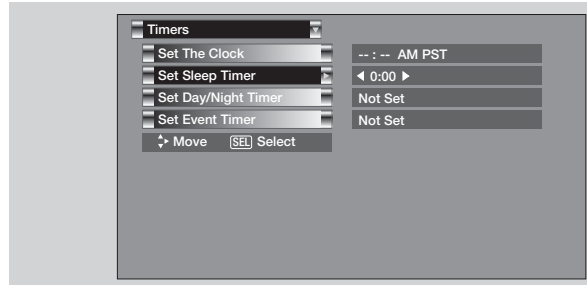 Timers
Set The Clock -- : -- AM PST
Set Sleep Timer ◀ 0:00 ▶
Set Day/Night Timer Not Set
Set Event Timer Not Set
Move SEL Select